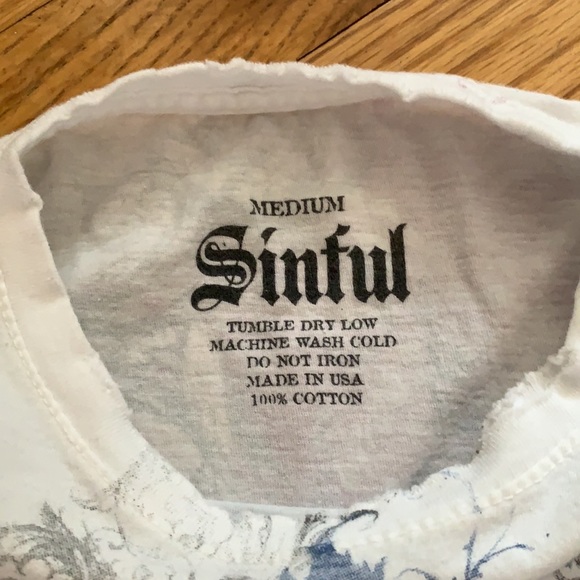 MEDIUM
Sinful
TUMBLE DRY LOW
MACHINE WASH COLD
DO NOT IRON
MADE IN USA
100% COTTON